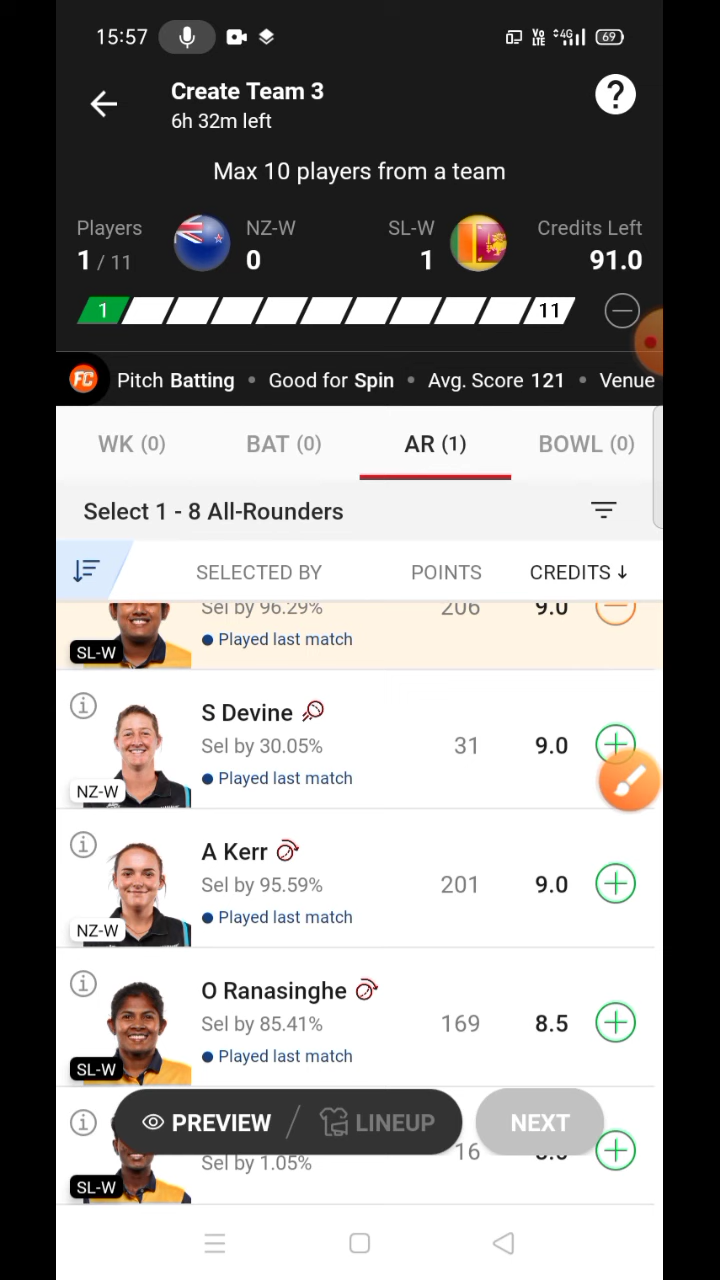 15:57
Vo LTE 4G 69
Create Team 3
6h 32m left
?
Max 10 players from a team
Players NZ-W SL-W Credits Left
1 / 11 0 1 91.0
1 11
FC Pitch Batting • Good for Spin • Avg. Score 121 • Venue
WK (0) BAT (0) AR (1) BOWL (0)
Select 1 - 8 All-Rounders
SELECTED BY POINTS CREDITS ↓
Sel by 96.29% 206 9.0
Played last match
SL-W
i
S Devine
Sel by 30.05% 31 9.0
Played last match
NZ-W
i
A Kerr
Sel by 95.59% 201 9.0
Played last match
NZ-W
i
O Ranasinghe
Sel by 85.41% 169 8.5
Played last match
SL-W
i
PREVIEW / LINEUP NEXT
Sel by 1.05% 16
SL-W